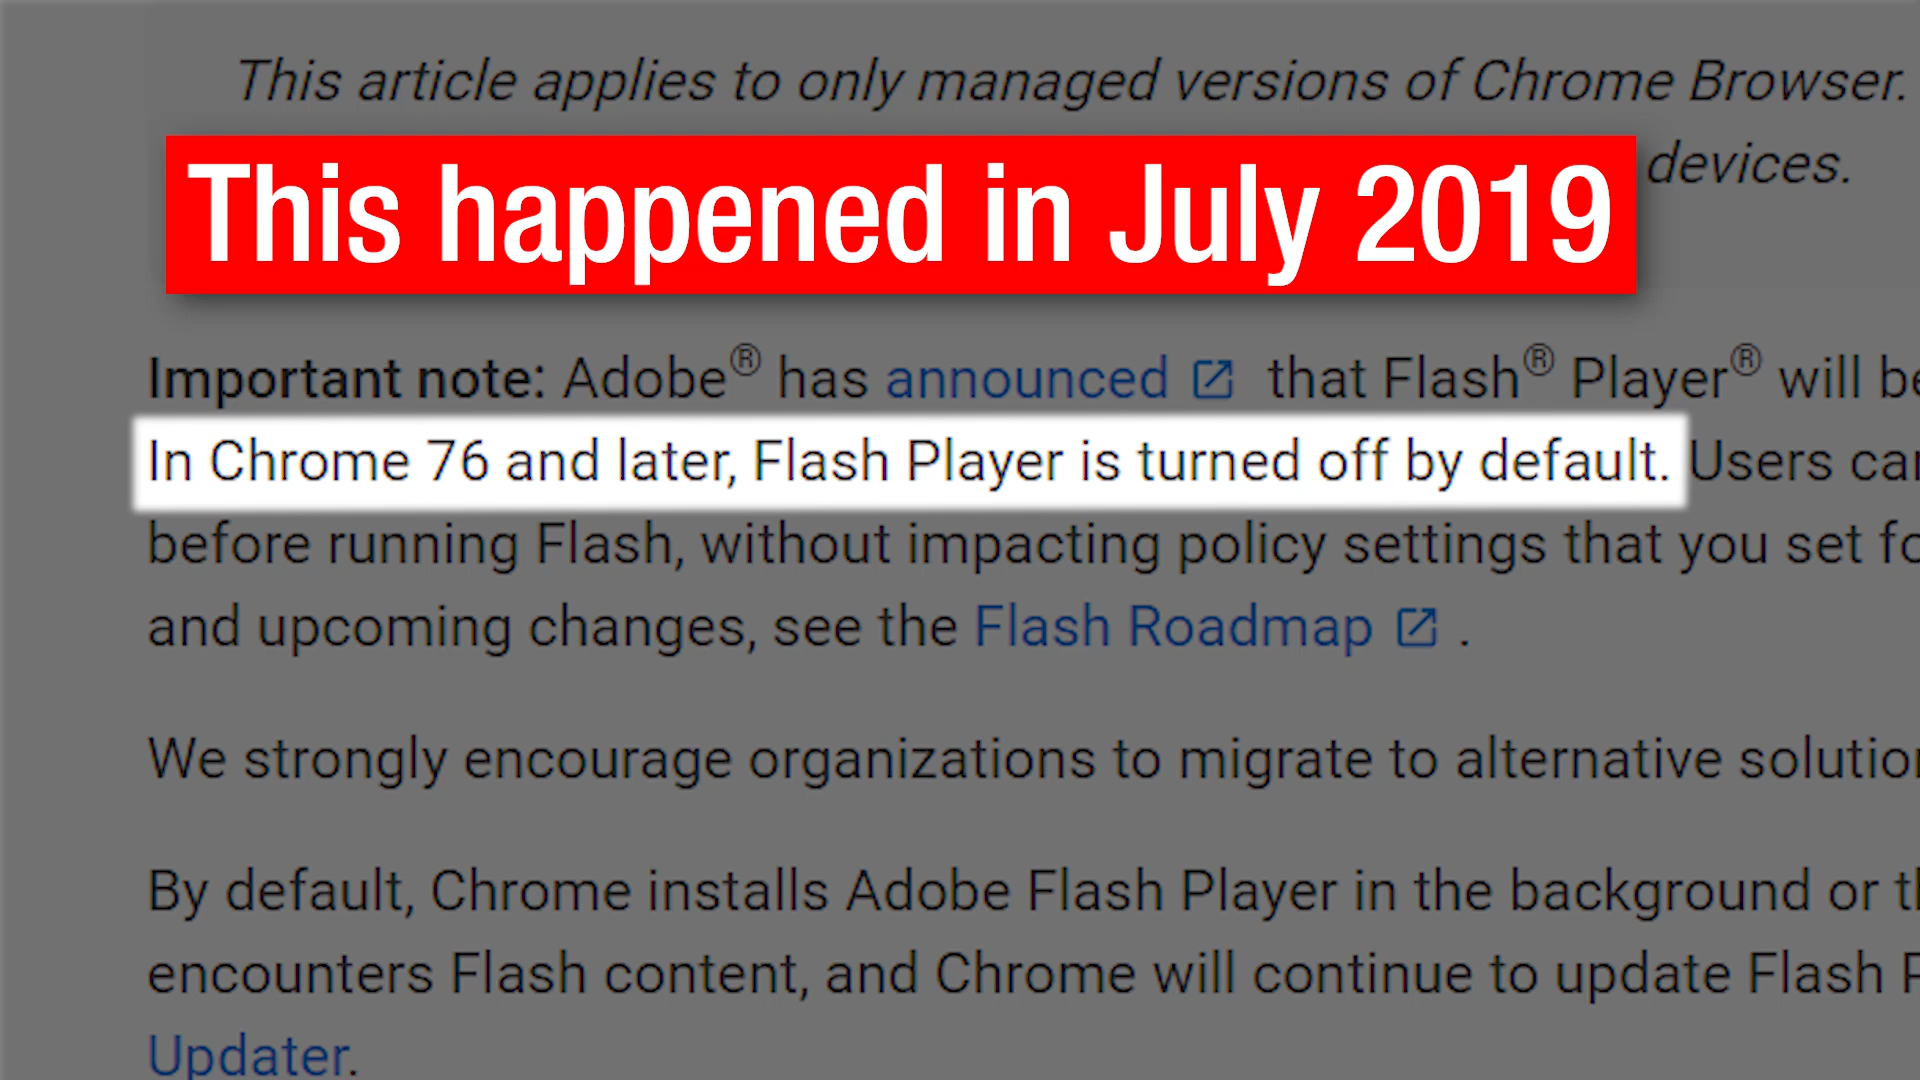 This article applies to only managed versions of Chrome Browser.
devices.
This happened in July 2019
Important note: Adobe® has announced that Flash® Player® will be
In Chrome 76 and later, Flash Player is turned off by default. Users can
before running Flash, without impacting policy settings that you set fo
and upcoming changes, see the Flash Roadmap .
We strongly encourage organizations to migrate to alternative solution
By default, Chrome installs Adobe Flash Player in the background or th
encounters Flash content, and Chrome will continue to update Flash P
Updater.